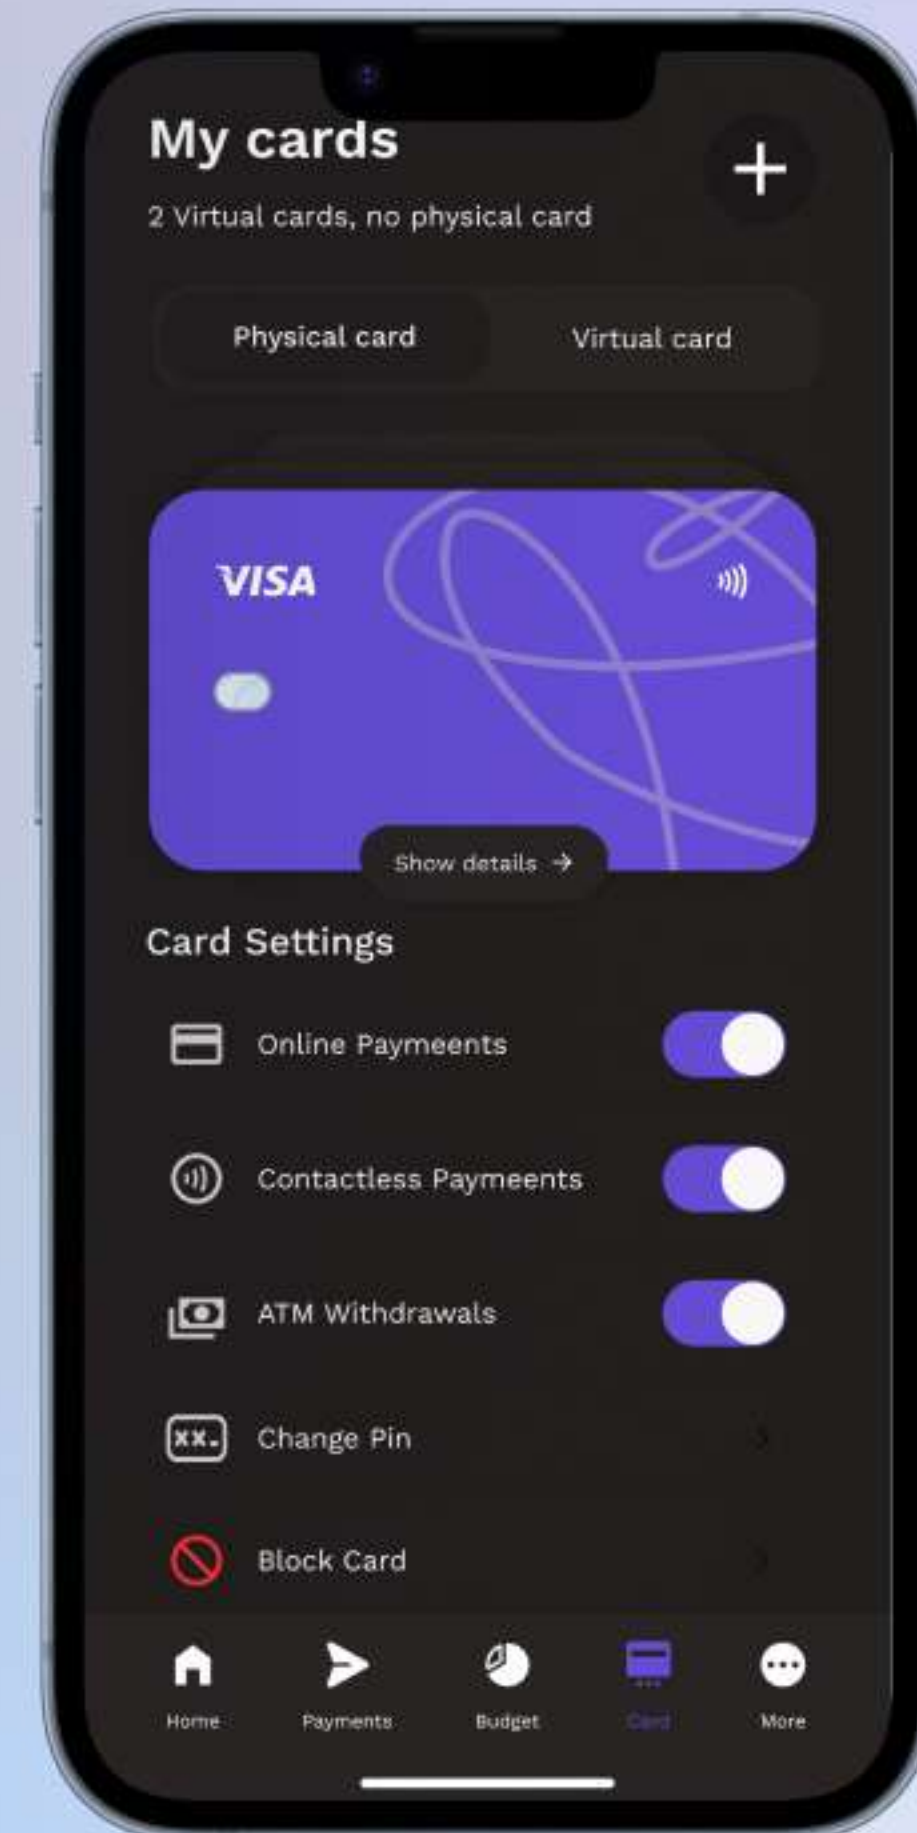 My cards
2 Virtual cards, no physical card
Physical card
Virtual card
VISA
Show details →
Card Settings
Online Paymeents
Contactless Paymeents
ATM Withdrawals
xx-
Change Pin
Block Card
Home
Payments
Budget
Card
More